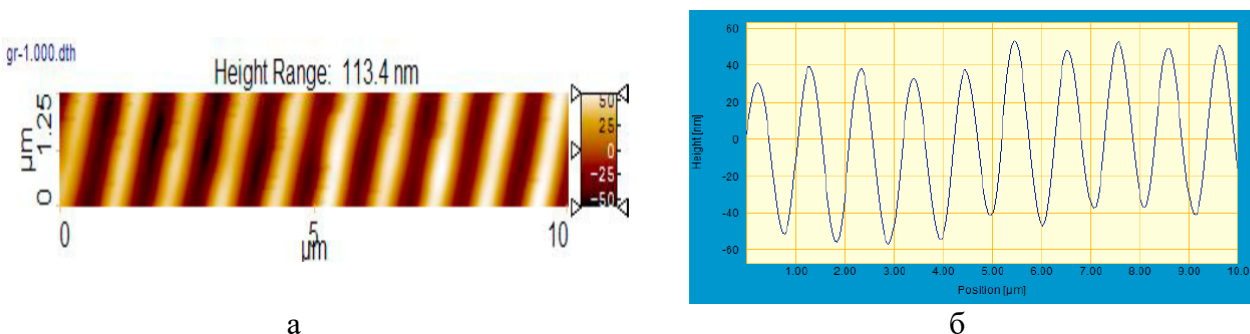 gr-1.000.dth
Height Range: 113.4 nm
μm
0 1.25
50
25
0
-25
-50
0 5 10
μm
а
Height [nm]
60
40
20
0
-20
-40
-60
1.00 2.00 3.00 4.00 5.00 6.00 7.00 8.00 9.00 10.0
Position [μm]
б